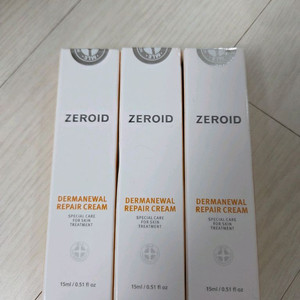 ZEROID
DERMANEWAL
REPAIR CREAM
SPECIAL CARE
FOR SKIN
TREATMENT
15ml / 0.51 fl oz
ZEROID
DERMANEWAL
REPAIR CREAM
SPECIAL CARE
FOR SKIN
TREATMENT
15ml / 0.51 fl oz
ZEROID
DERMANEWAL
REPAIR CREAM
SPECIAL CARE
FOR SKIN
TREATMENT
15ml / 0.51 fl oz